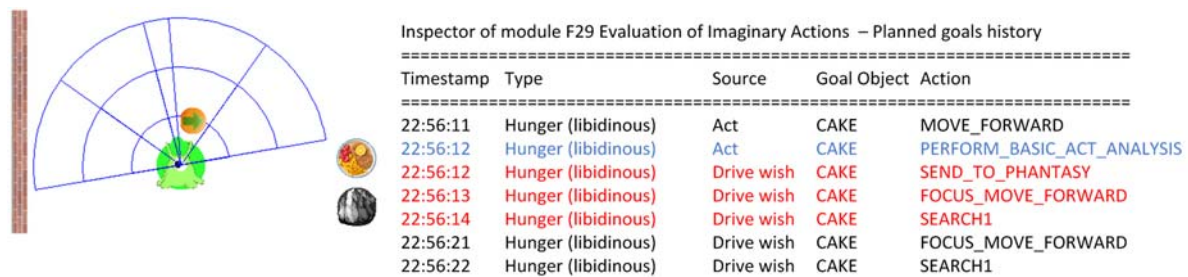 Inspector of module F29 Evaluation of Imaginary Actions – Planned goals history
==========================================================================
Timestamp Type Source Goal Object Action
==========================================================================
22:56:11 Hunger (libidinous) Act CAKE MOVE_FORWARD
22:56:12 Hunger (libidinous) Act CAKE PERFORM_BASIC_ACT_ANALYSIS
22:56:12 Hunger (libidinous) Drive wish CAKE SEND_TO_PHANTASY
22:56:13 Hunger (libidinous) Drive wish CAKE FOCUS_MOVE_FORWARD
22:56:14 Hunger (libidinous) Drive wish CAKE SEARCH1
22:56:21 Hunger (libidinous) Drive wish CAKE FOCUS_MOVE_FORWARD
22:56:22 Hunger (libidinous) Drive wish CAKE SEARCH1